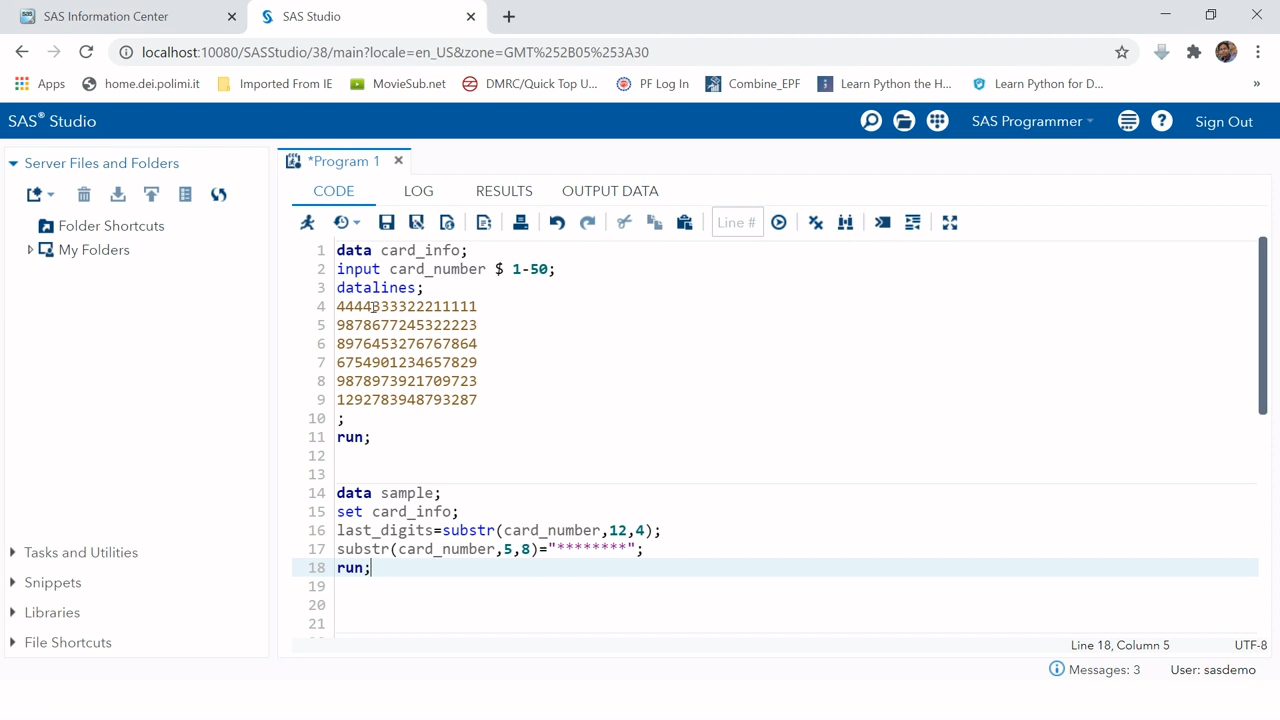 SAS Information Center
SAS Studio
localhost:10080/SASStudio/38/main?locale=en_US&zone=GMT%252B05%253A30
Apps
home.dei.polimi.it
Imported From IE
MovieSub.net
DMRC/Quick Top U...
PF Log In
Combine_EPF
Learn Python the H...
Learn Python for D...
»
SAS® Studio
SAS Programmer
Sign Out
Server Files and Folders
Folder Shortcuts
My Folders
Tasks and Utilities
Snippets
Libraries
File Shortcuts
*Program 1
CODE
LOG
RESULTS
OUTPUT DATA
Line #
1 data card_info;
2 input card_number $ 1-50;
3 datalines;
4 4444333322211111
5 9878677245322223
6 8976453276767864
7 6754901234657829
8 9878973921709723
9 1292783948793287
10 ;
11 run;
12
13
14 data sample;
15 set card_info;
16 last_digits=substr(card_number,12,4);
17 substr(card_number,5,8)="********";
18 run;
19
20
21
Line 18, Column 5
UTF-8
Messages: 3
User: sasdemo